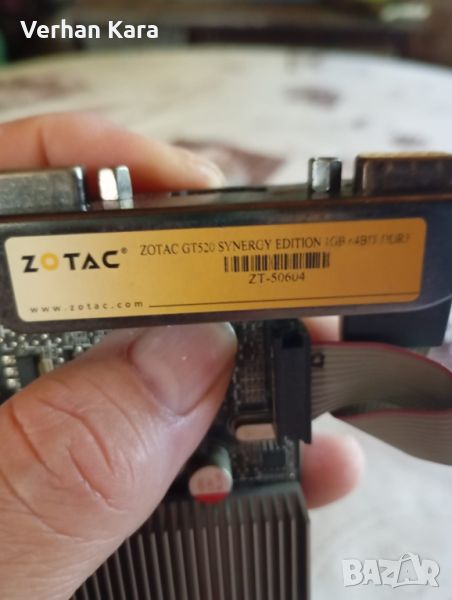 Verhan Kara
ZOTAC®
ZOTAC GT520 SYNERGY EDITION 1GB 64BIT DDR3
ZT-50604
www.zotac.com
BAZAR